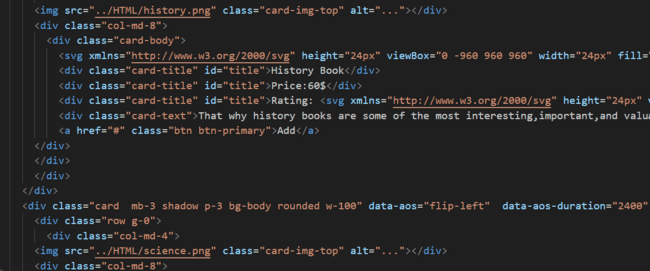 <img src="../HTML/history.png" class="card-img-top" alt="..."></div>
<div class="col-md-8">
<div class="card-body">
<svg xmlns="http://www.w3.org/2000/svg" height="24px" viewBox="0 -960 960 960" width="24px" fill="
<div class="card-title" id="title">History Book</div>
<div class="card-title" id="title">Price:60$</div>
<div class="card-title" id="title">Rating: <svg xmlns="http://www.w3.org/2000/svg" height="24px" v
<div class="card-text">That why history books are some of the most interesting,important,and valua
<a href="#" class="btn btn-primary">Add</a>
</div>
</div>
</div>
</div>
<div class="card  mb-3 shadow p-3 bg-body rounded w-100" data-aos="flip-left"  data-aos-duration="2400"
<div class="row g-0">
<div class="col-md-4">
<img src="../HTML/science.png" class="card-img-top" alt="..."></div>
<div class="col-md-8">